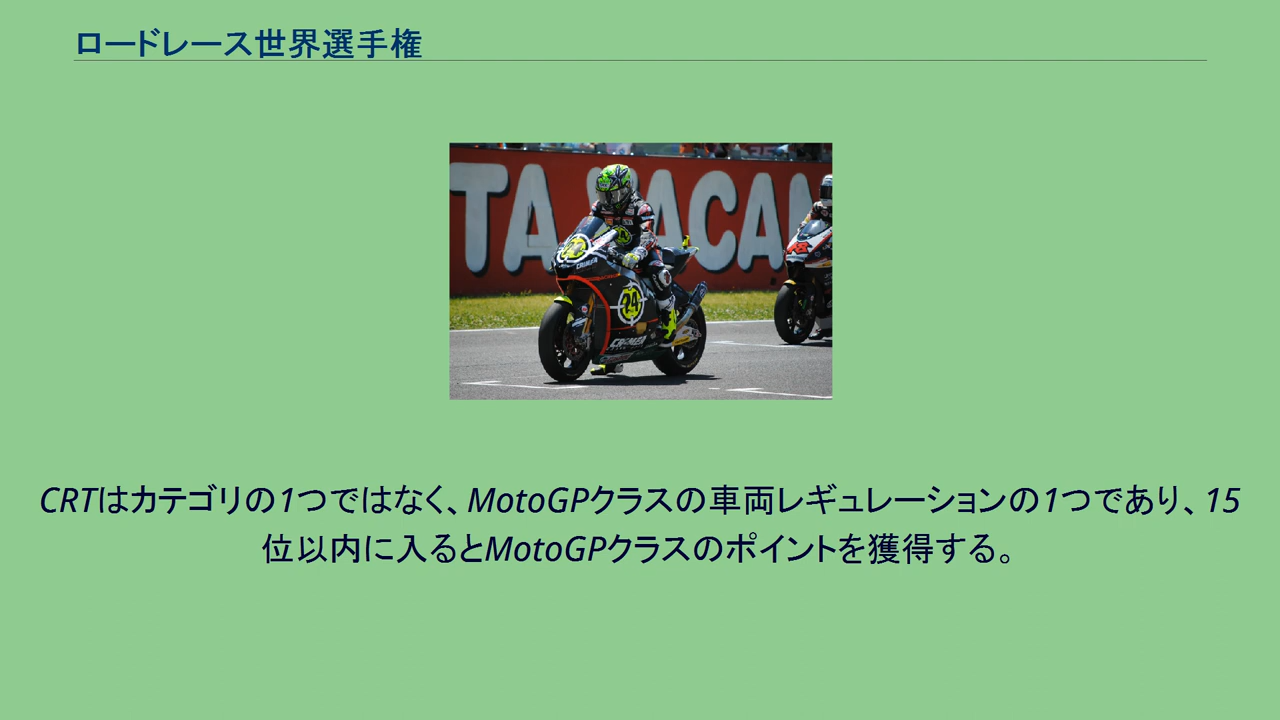 ロードレース世界選手権
TA
ACAN
24
CRTはカテゴリの1つではなく、MotoGPクラスの車両レギュレーションの1つであり、15
位以内に入るとMotoGPクラスのポイントを獲得する。